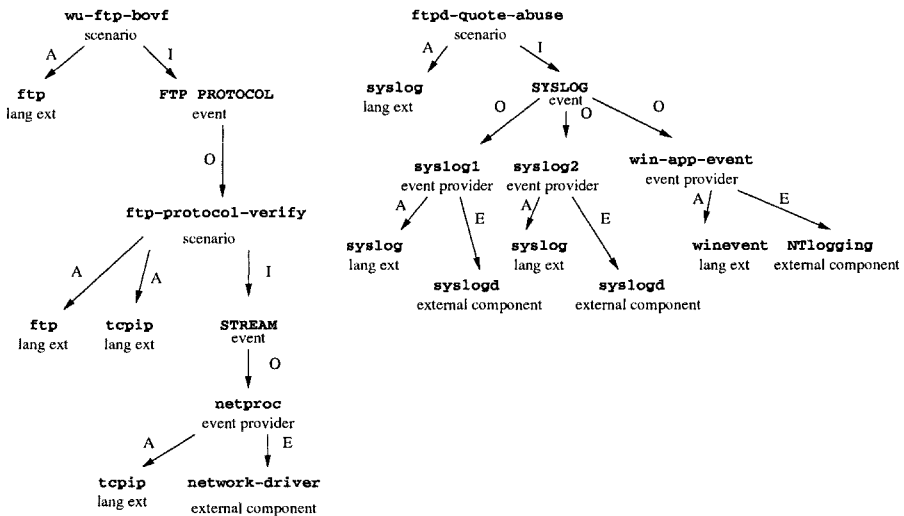 wu-ftp-bovf
scenario
A
I
ftp
lang ext
FTP PROTOCOL
event
O
ftp-protocol-verify
scenario
A
A
I
ftp
lang ext
tcpip
lang ext
STREAM
event
O
netproc
event provider
A
E
tcpip
lang ext
network-driver
external component
ftpd-quote-abuse
scenario
A
I
syslog
lang ext
SYSLOG
event
O
O
O
syslog1
event provider
syslog2
event provider
win-app-event
event provider
A
E
A
E
A
E
syslog
lang ext
syslogd
external component
syslog
lang ext
syslogd
external component
winevent
lang ext
NTlogging
external component